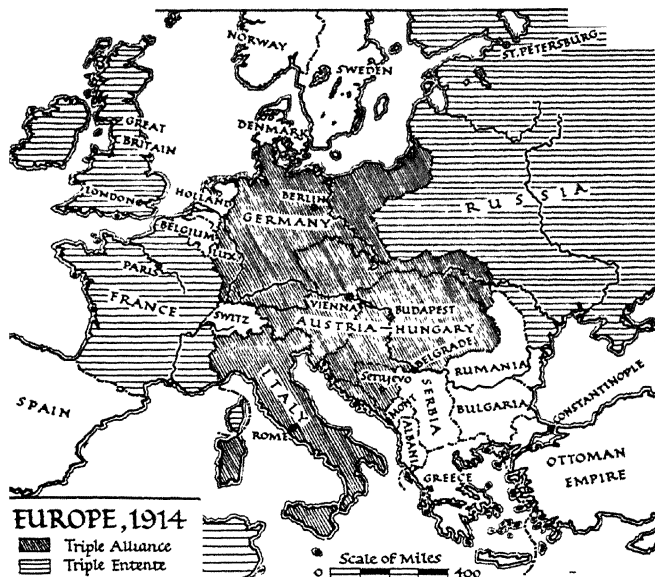 NORWAY
ST. PETERSBURG
SWEDEN
GREAT
BRITAIN
DENMARK
LONDON
HOLLAND
BERLIN
RUSSIA
GERMANY
BELGIUM
LUX.
PARIS
FRANCE
VIENNA
BUDAPEST
SWITZ
AUSTRIA-HUNGARY
BELGRADE
SPAIN
ITALY
Serajevo
RUMANIA
MONT
SERBIA
BULGARIA
CONSTANTINOPLE
ROME
ALBANIA
GREECE
OTTOMAN
EMPIRE
EUROPE, 1914
Triple Alliance
Triple Entente
Scale of Miles
0 400